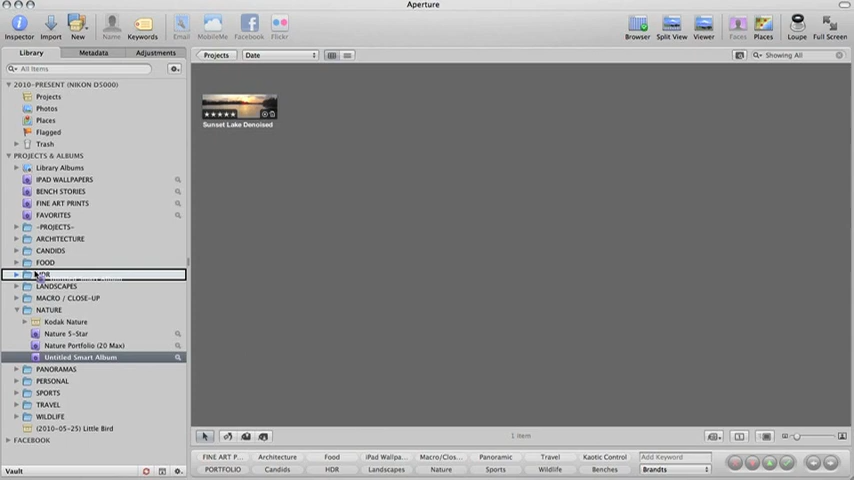 Aperture
Inspector Import New Name Keywords Email MobileMe Facebook Flickr Browser Split View Viewer Faces Places Loupe Full Screen
Library Metadata Adjustments
Projects Date Showing All
All Items
2010-PRESENT (NIKON D5000)
Projects
Photos
Places
Flagged
Trash
PROJECTS & ALBUMS
Library Albums
IPAD WALLPAPERS
BENCH STORIES
FINE ART PRINTS
FAVORITES
-PROJECTS-
ARCHITECTURE
CANDIDS
FOOD
HDR
LANDSCAPES
MACRO / CLOSE-UP
NATURE
Kodak Nature
Nature 5-Star
Nature Portfolio (20 Max)
Untitled Smart Album
PANORAMAS
PERSONAL
SPORTS
TRAVEL
WILDLIFE
(2010-05-25) Little Bird
FACEBOOK
Vault
Sunset Lake Denoised
1 item
FINE ART P... Architecture Food iPad Wallpa... Macro/Clos... Panoramic Travel Kaotic Control Add Keyword
PORTFOLIO Candids HDR Landscapes Nature Sports Wildlife Benches Brandts